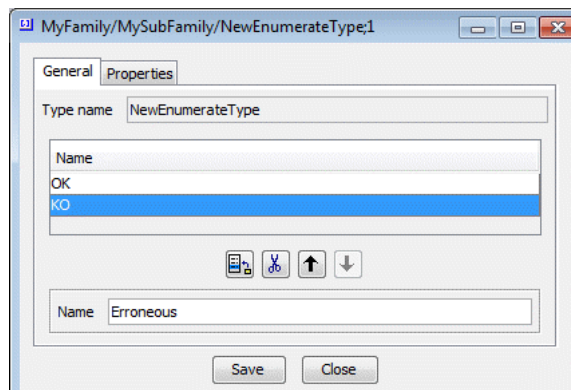 MyFamily/MySubFamily/NewEnumerateType;1
General Properties
Type name NewEnumerateType
Name
OK
KO
Name Erroneous
Save Close